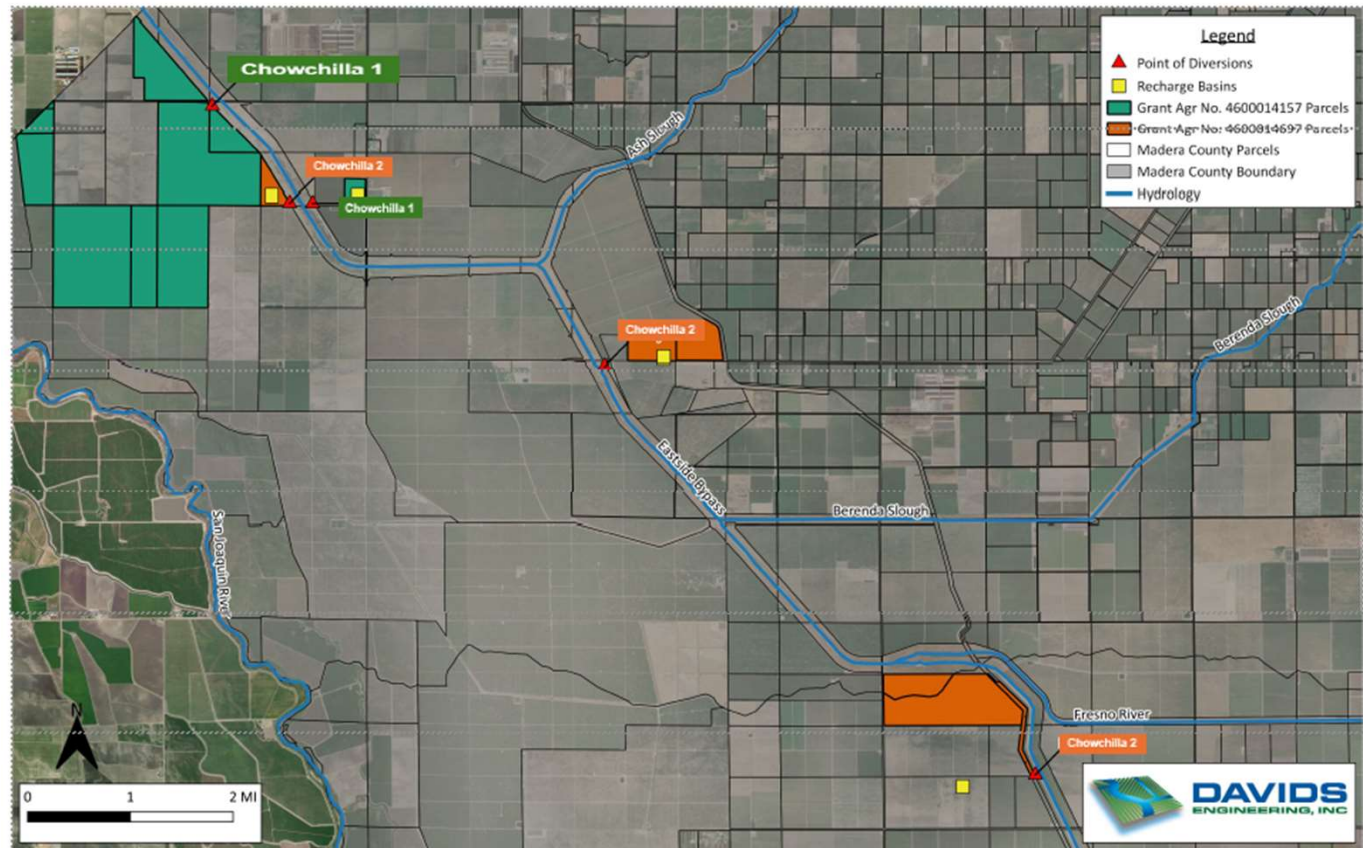 Legend
Point of Diversions
Recharge Basins
Grant Agr No. 4600014157 Parcels
Grant Agr No. 4600014697 Parcels
Madera County Parcels
Madera County Boundary
Hydrology
Chowchilla 1
Ash Slough
Chowchilla 2
Chowchilla 1
Chowchilla 2
Berenda Slough
Eastside Bypass
Berenda Slough
San Joaquin River
Fresno River
Chowchilla 2
N
0 1 2 MI
DAVIDS
ENGINEERING, INC